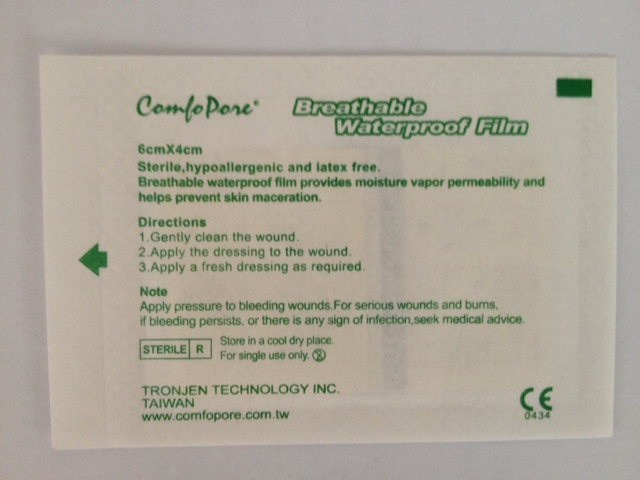 ComfoPore®
Breathable
Waterproof Film
6cmX4cm
Sterile,hypoallergenic and latex free.
Breathable waterproof film provides moisture vapor permeability and
helps prevent skin maceration.
Directions
1.Gently clean the wound.
2.Apply the dressing to the wound.
3.Apply a fresh dressing as required.
Note
Apply pressure to bleeding wounds.For serious wounds and burns,
if bleeding persists, or there is any sign of infection,seek medical advice.
STERILE R
Store in a cool dry place.
For single use only. 2
TRONJEN TECHNOLOGY INC.
TAIWAN
www.comfopore.com.tw
CE
0434